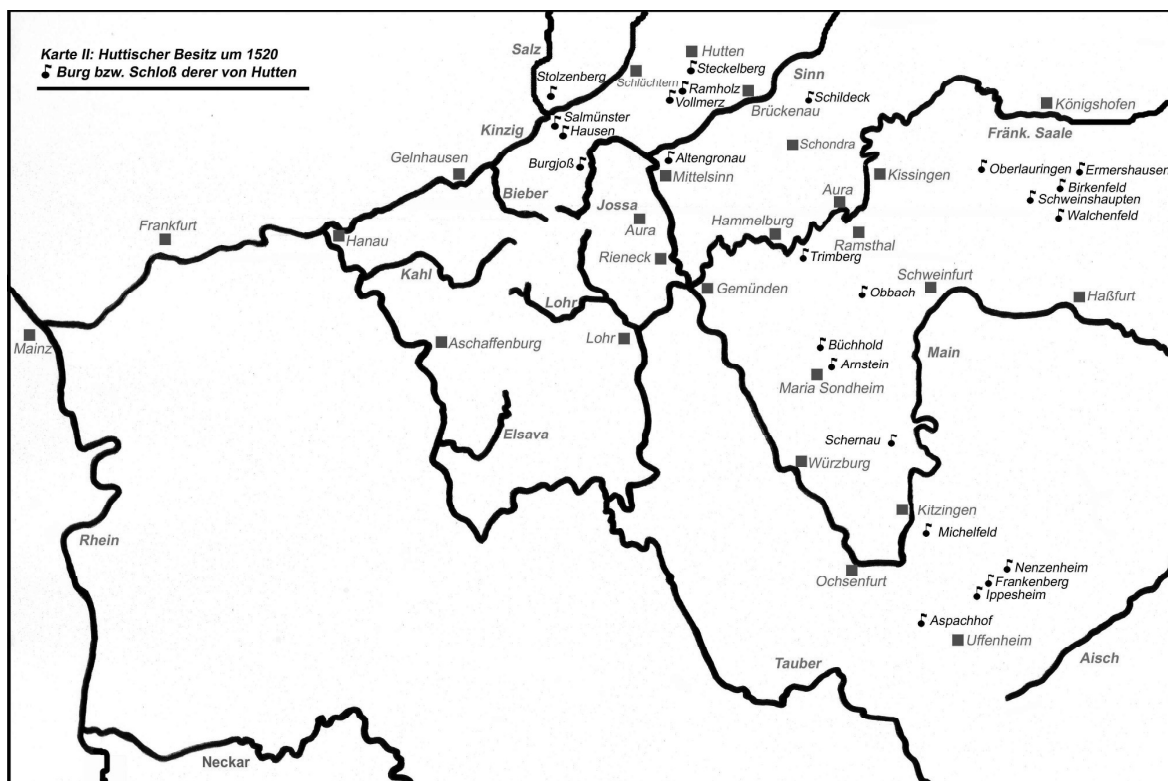 Karte II: Huttischer Besitz um 1520
Burg bzw. Schloß derer von Hutten
Salz
Hutten
Steckelberg
Schlüchtern
Sinn
Stolzenberg
Ramholz
Vollmerz
Brückenau
Schildeck
Königshofen
Fränk. Saale
Salmünster
Hausen
Kinzig
Schondra
Gelnhausen
Burgjoß
Altengronau
Mittelsinn
Kissingen
Oberlauringen
Ermershausen
Birkenfeld
Schweinshaupten
Walchenfeld
Bieber
Jossa
Aura
Aura
Frankfurt
Hanau
Hammelburg
Ramsthal
Rieneck
Trimberg
Kahl
Gemünden
Schweinfurt
Obbach
Haßfurt
Lohr
Mainz
Aschaffenburg
Lohr
Büchhold
Main
Arnstein
Maria Sondheim
Elsava
Schernau
Würzburg
Kitzingen
Rhein
Michelfeld
Ochsenfurt
Nenzenheim
Frankenberg
Ippesheim
Aspachhof
Uffenheim
Tauber
Aisch
Neckar